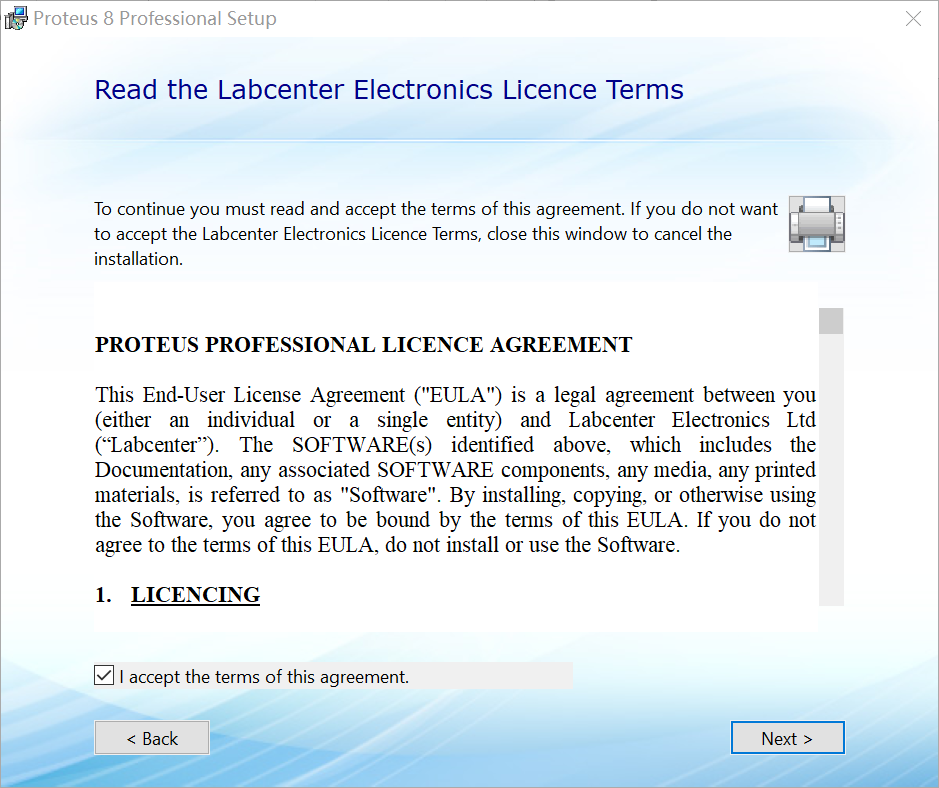 Proteus 8 Professional Setup
Read the Labcenter Electronics Licence Terms
To continue you must read and accept the terms of this agreement. If you do not want
to accept the Labcenter Electronics Licence Terms, close this window to cancel the
installation.
PROTEUS PROFESSIONAL LICENCE AGREEMENT
This End-User License Agreement ("EULA") is a legal agreement between you
(either an individual or a single entity) and Labcenter Electronics Ltd
(“Labcenter”). The SOFTWARE(s) identified above, which includes the
Documentation, any associated SOFTWARE components, any media, any printed
materials, is referred to as "Software". By installing, copying, or otherwise using
the Software, you agree to be bound by the terms of this EULA. If you do not
agree to the terms of this EULA, do not install or use the Software.
1. LICENCING
I accept the terms of this agreement.
< Back
Next >